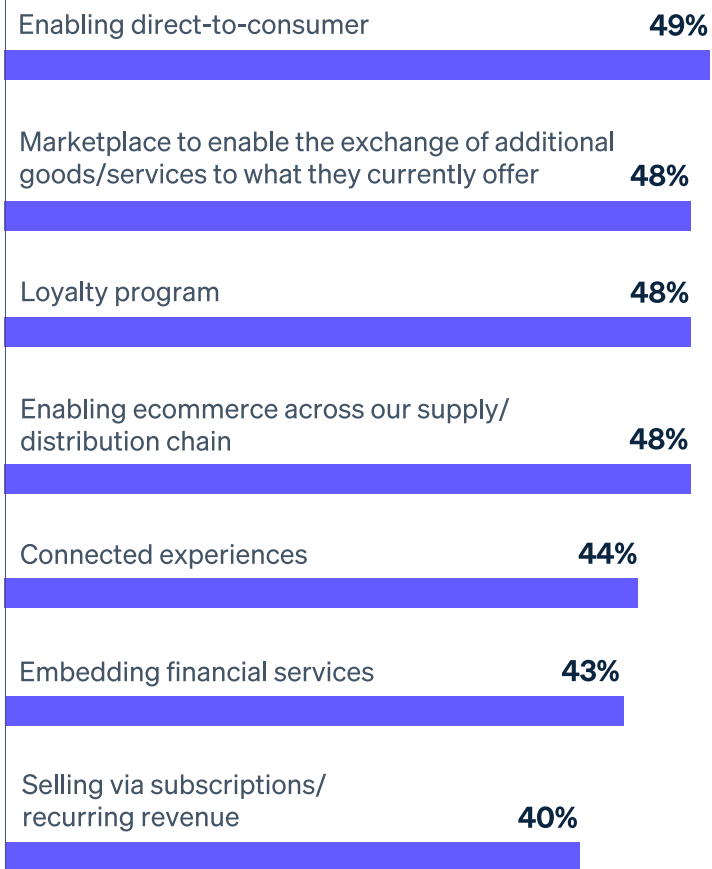 Enabling direct-to-consumer 49%
Marketplace to enable the exchange of additional
goods/services to what they currently offer 48%
Loyalty program 48%
Enabling ecommerce across our supply/
distribution chain 48%
Connected experiences 44%
Embedding financial services 43%
Selling via subscriptions/
recurring revenue 40%